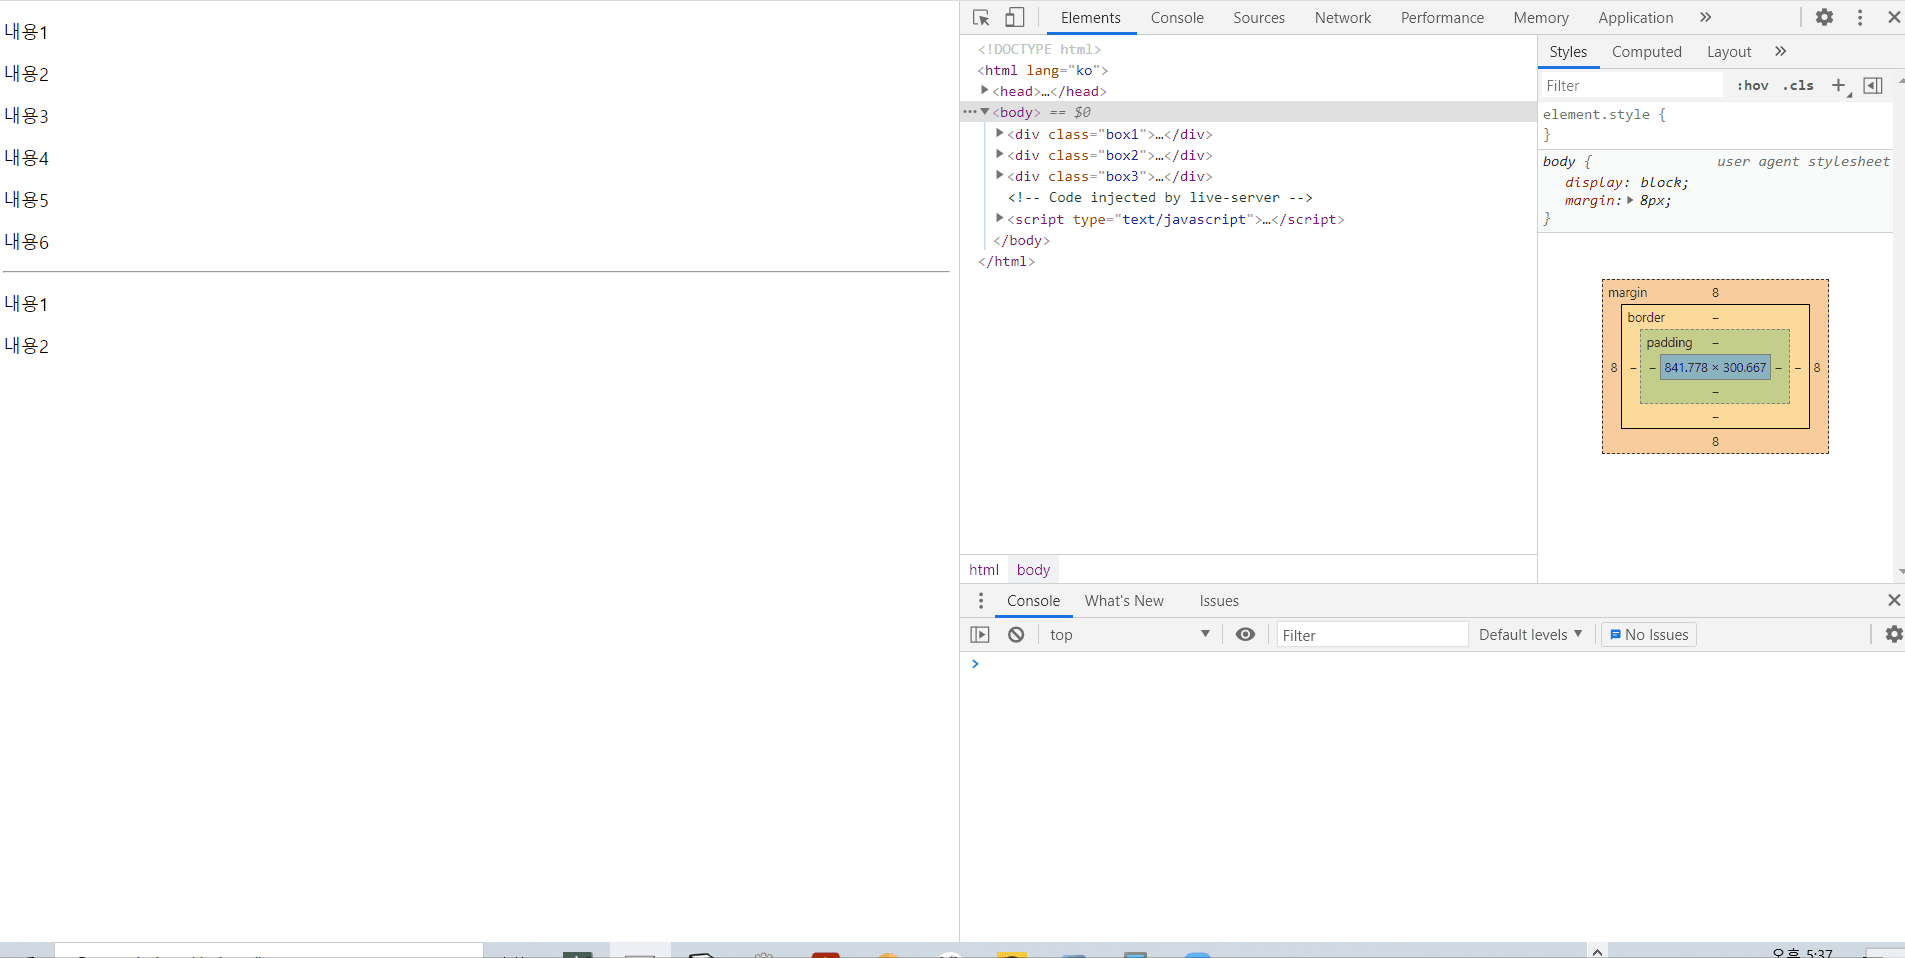 내용1
내용2
내용3
내용4
내용5
내용6
내용1
내용2
Elements Console Sources Network Performance Memory Application
<!DOCTYPE html>
<html lang="ko">
<head>…</head>
<body> == $0
<div class="box1">…</div>
<div class="box2">…</div>
<div class="box3">…</div>
<!-- Code injected by live-server -->
<script type="text/javascript">…</script>
</body>
</html>
html body
Styles Computed Layout
Filter :hov .cls
element.style {
}
body { user agent stylesheet
display: block;
margin: 8px;
}
margin 8
border –
padding –
8 – – 841.778 × 300.667 – – 8
–
–
8
Console What's New Issues
top Filter Default levels No Issues
오후 5:37